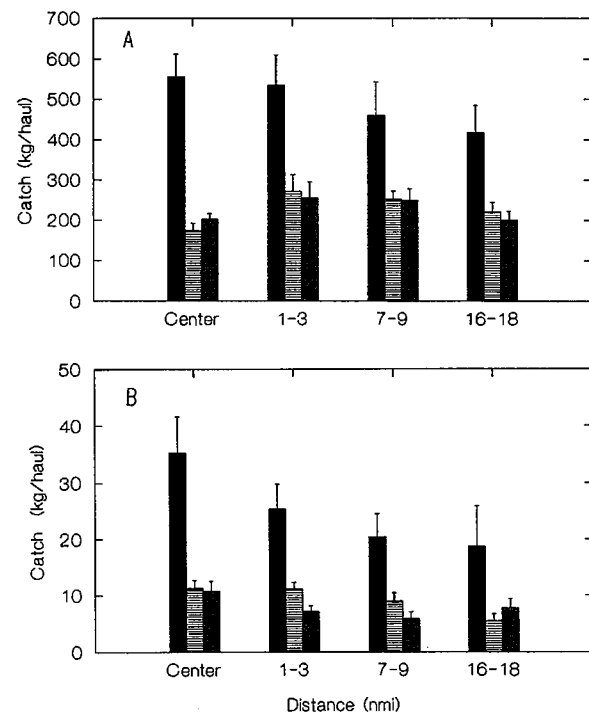 A
700
600
500
400
300
200
100
0
Catch (kg/haul)
Center 1-3 7-9 16-18
B
50
40
30
20
10
0
Catch (kg/haul)
Center 1-3 7-9 16-18
Distance (nmi)